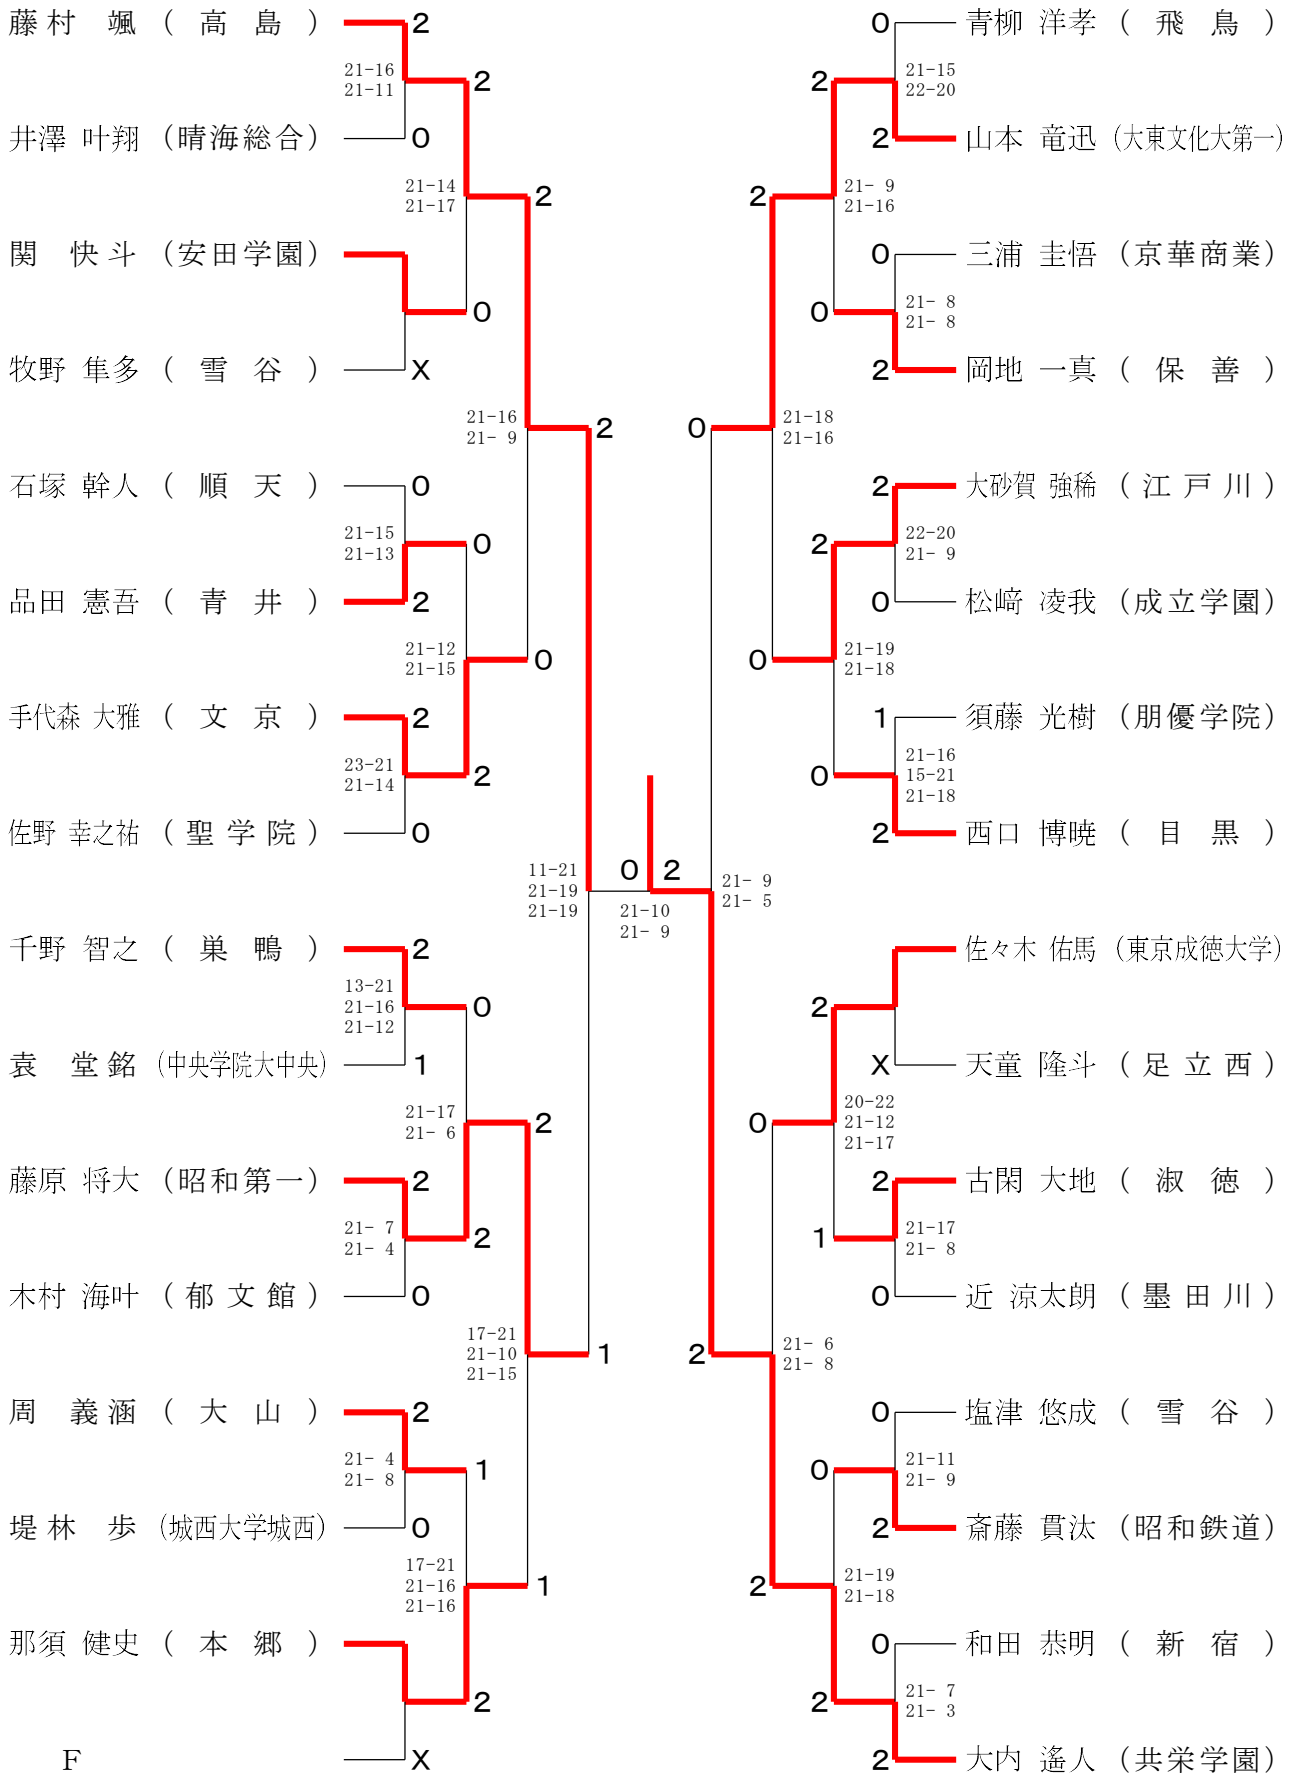 藤村 颯 ( 高 島 ) 2
21-16
21-11
2
井澤 叶翔 (晴海総合) 0
21-14
21-17
2
関 快斗 (安田学園)
0
牧野 隼多 ( 雪 谷 ) X
21-16
21- 9
2
石塚 幹人 ( 順 天 ) 0
21-15
21-13
0
品田 憲吾 ( 青 井 ) 2
21-12
21-15
0
手代森 大雅 ( 文 京 ) 2
23-21
21-14
2
佐野 幸之祐 ( 聖 学 院 ) 0
11-21
21-19
21-19
千野 智之 ( 巣 鴨 ) 2
13-21
21-16
21-12
0
袁 堂銘 (中央学院大中央) 1
21-17
21- 6
2
藤原 将大 (昭和第一) 2
21- 7
21- 4
2
木村 海叶 ( 郁 文 館 ) 0
17-21
21-10
21-15
1
周 義涵 ( 大 山 ) 2
21- 4
21- 8
1
堤林 歩 (城西大学城西) 0
17-21
21-16
21-16
1
那須 健史 ( 本 郷 )
2
F X
0 2
21-10
21- 9
0 青柳 洋孝 ( 飛 鳥 )
2
21-15
22-20
2 山本 竜迅 (大東文化大第一)
2
21- 9
21-16
0 三浦 圭悟 (京華商業)
0
21- 8
21- 8
2 岡地 一真 ( 保 善 )
0
21-18
21-16
2 大砂賀 強稀 ( 江 戸 川 )
2
22-20
21- 9
0 松﨑 凌我 (成立学園)
0
21-19
21-18
1 須藤 光樹 (朋優学院)
0
21-16
15-21
21-18
2 西口 博暁 ( 目 黒 )
21- 9
21- 5
佐々木 佑馬 (東京成徳大学)
2
X 天童 隆斗 ( 足 立 西 )
0
20-22
21-12
21-17
2 古閑 大地 ( 淑 徳 )
1
21-17
21- 8
0 近 涼太朗 ( 墨 田 川 )
2
21- 6
21- 8
0 塩津 悠成 ( 雪 谷 )
0
21-11
21- 9
2 斎藤 貫汰 (昭和鉄道)
2
21-19
21-18
0 和田 恭明 ( 新 宿 )
2
21- 7
21- 3
2 大内 遙人 (共栄学園)